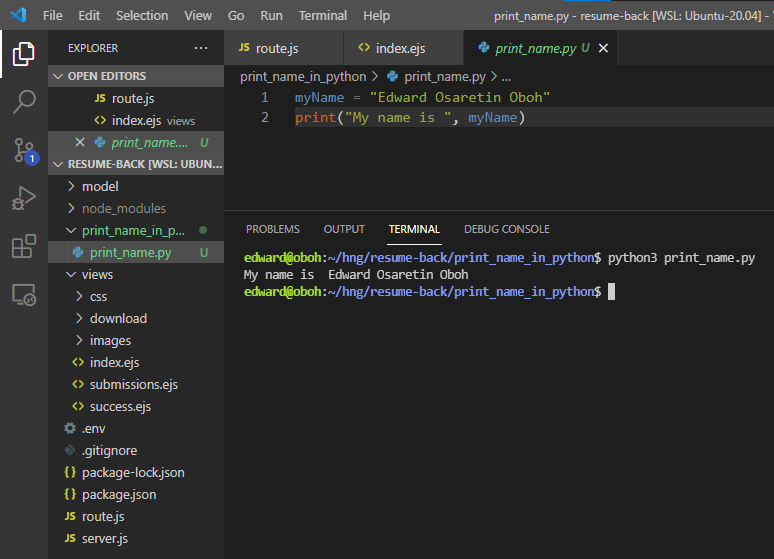 File Edit Selection View Go Run Terminal Help print_name.py - resume-back [WSL: Ubuntu-20.04] -
EXPLORER ...
OPEN EDITORS
JS route.js
<> index.ejs views
print_name.... U
RESUME-BACK [WSL: UBUN...
model
node_modules
print_name_in_p...
print_name.py U
views
css
download
images
<> index.ejs
<> submissions.ejs
<> success.ejs
.env
.gitignore
{} package-lock.json
{} package.json
JS route.js
JS server.js
1
JS route.js <> index.ejs print_name.py U
print_name_in_python > print_name.py > ...
1 myName = "Edward Osaretin Oboh"
2 print("My name is ", myName)
PROBLEMS OUTPUT TERMINAL DEBUG CONSOLE
edward@oboh:~/hng/resume-back/print_name_in_python$ python3 print_name.py
My name is  Edward Osaretin Oboh
edward@oboh:~/hng/resume-back/print_name_in_python$